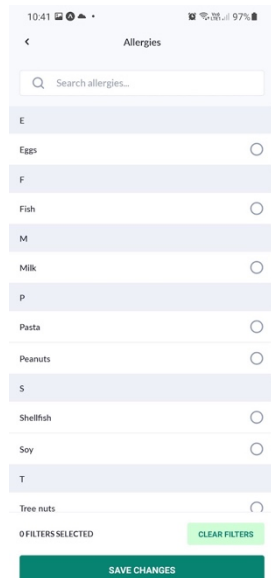 10:41
97%
Allergies
Search allergies...
E
Eggs
F
Fish
M
Milk
P
Pasta
Peanuts
S
Shellfish
Soy
T
Tree nuts
0 FILTERS SELECTED
CLEAR FILTERS
SAVE CHANGES